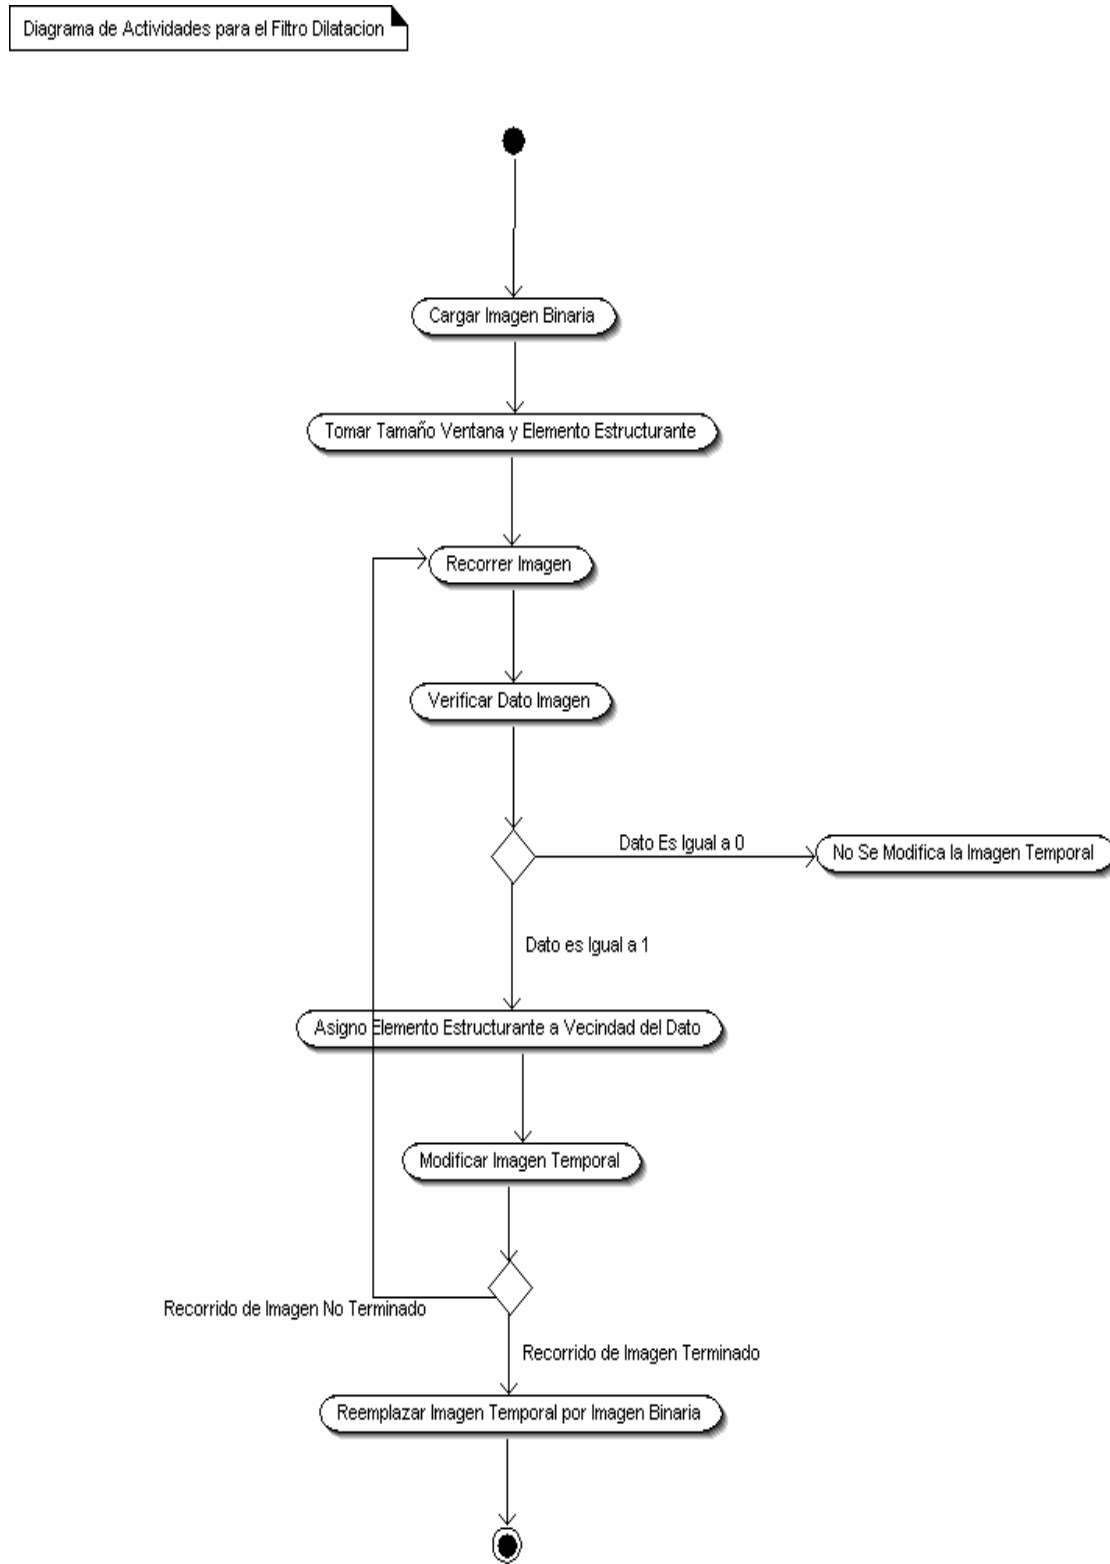 Diagrama de Actividades para el Filtro Dilatacion
Cargar Imagen Binaria
Tomar Tamaño Ventana y Elemento Estructurante
Recorrer Imagen
Verificar Dato Imagen
Dato Es Igual a 0
No Se Modifica la Imagen Temporal
Dato es Igual a 1
Asigno Elemento Estructurante a Vecindad del Dato
Modificar Imagen Temporal
Recorrido de Imagen No Terminado
Recorrido de Imagen Terminado
Reemplazar Imagen Temporal por Imagen Binaria